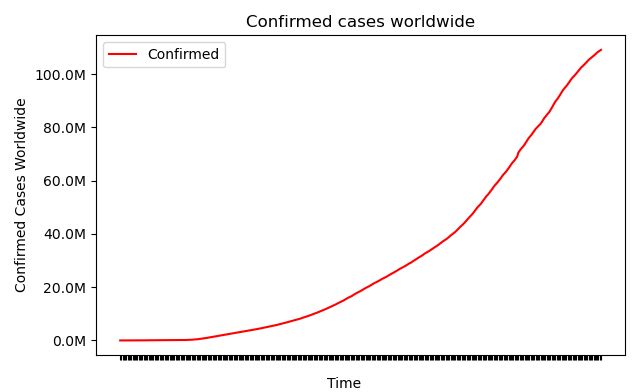 Confirmed cases worldwide
Confirmed
100.0M
80.0M
60.0M
40.0M
20.0M
0.0M
Confirmed Cases Worldwide
Time